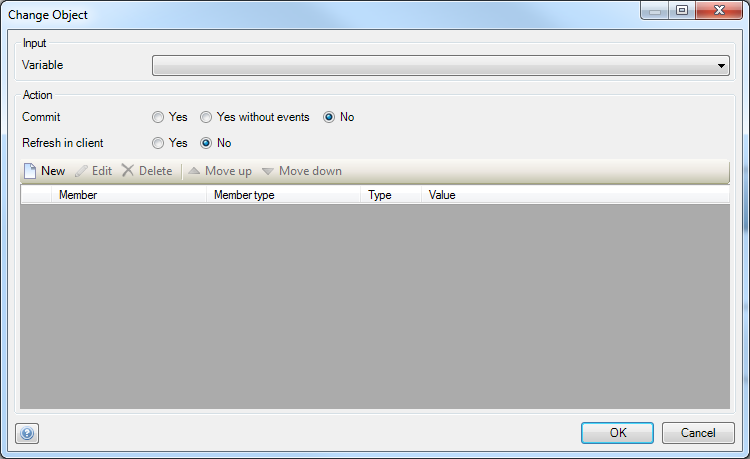 Change Object
Input
Variable
Action
Commit Yes Yes without events No
Refresh in client Yes No
New Edit Delete Move up Move down
Member Member type Type Value
OK Cancel